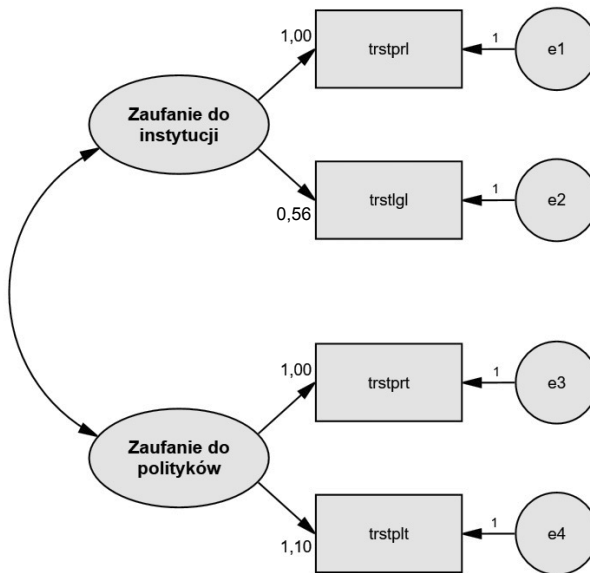 1,00
trstprl
1
e1
Zaufanie do
instytucji
0,56
trstlgl
1
e2
1,00
trstprt
1
e3
Zaufanie do
polityków
1,10
trstplt
1
e4